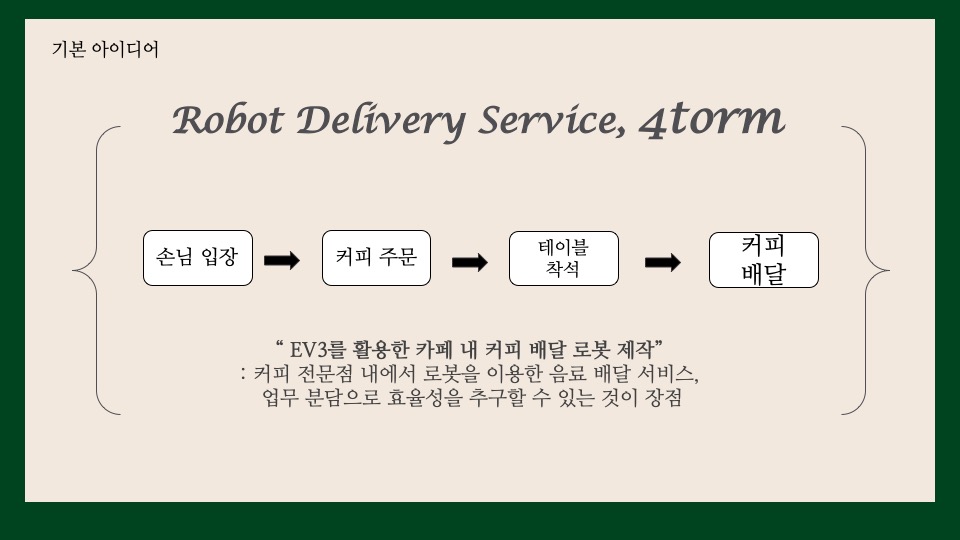 기본 아이디어
Robot Delivery Service, 4torm
손님 입장
커피 주문
테이블
착석
커피
배달
“ EV3를 활용한 카페 내 커피 배달 로봇 제작”
: 커피 전문점 내에서 로봇을 이용한 음료 배달 서비스,
업무 분담으로 효율성을 추구할 수 있는 것이 장점